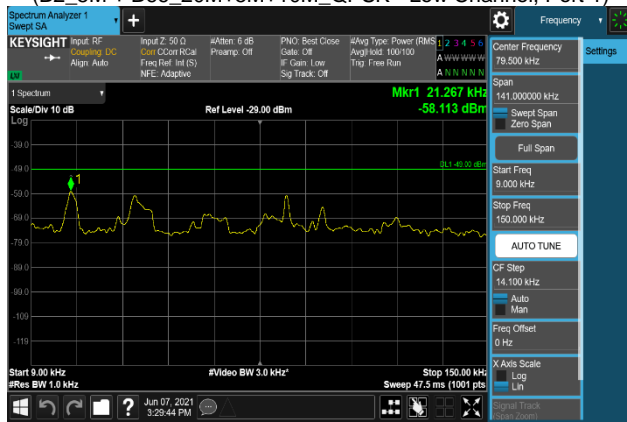 Spectrum Analyzer 1
Swept SA
+
Frequency
KEYSIGHT
Input: RF
Coupling: DC
Align: Auto
Input Z: 50 Ω
Corr CCorr RCal
Freq Ref: Int (S)
NFE: Adaptive
#Atten: 6 dB
Preamp: Off
PNO: Best Close
Gate: Off
IF Gain: Low
Sig Track: Off
#Avg Type: Power (RMS)
Avg|Hold: 100/100
Trig: Free Run
1 2 3 4 5 6
A W W W W W
A N N N N N
1 Spectrum
Scale/Div 10 dB
Ref Level -29.00 dBm
Mkr1 21.267 kHz
-58.113 dBm
Log
-39.0
-49.0
-59.0
-69.0
-79.0
-89.0
-99.0
-109
-119
DL1 -49.00 dBm
1
Start 9.00 kHz
#Res BW 1.0 kHz
#Video BW 3.0 kHz*
Stop 150.00 kHz
Sweep 47.5 ms (1001 pts
?
Jun 07, 2021
3:29:44 PM
Center Frequency
79.500 kHz
Settings
Span
141.000000 kHz
Swept Span
Zero Span
Full Span
Start Freq
9.000 kHz
Stop Freq
150.000 kHz
AUTO TUNE
CF Step
14.100 kHz
Auto
Man
Freq Offset
0 Hz
X Axis Scale
Log
Lin
Signal Track
(Span Zoom)